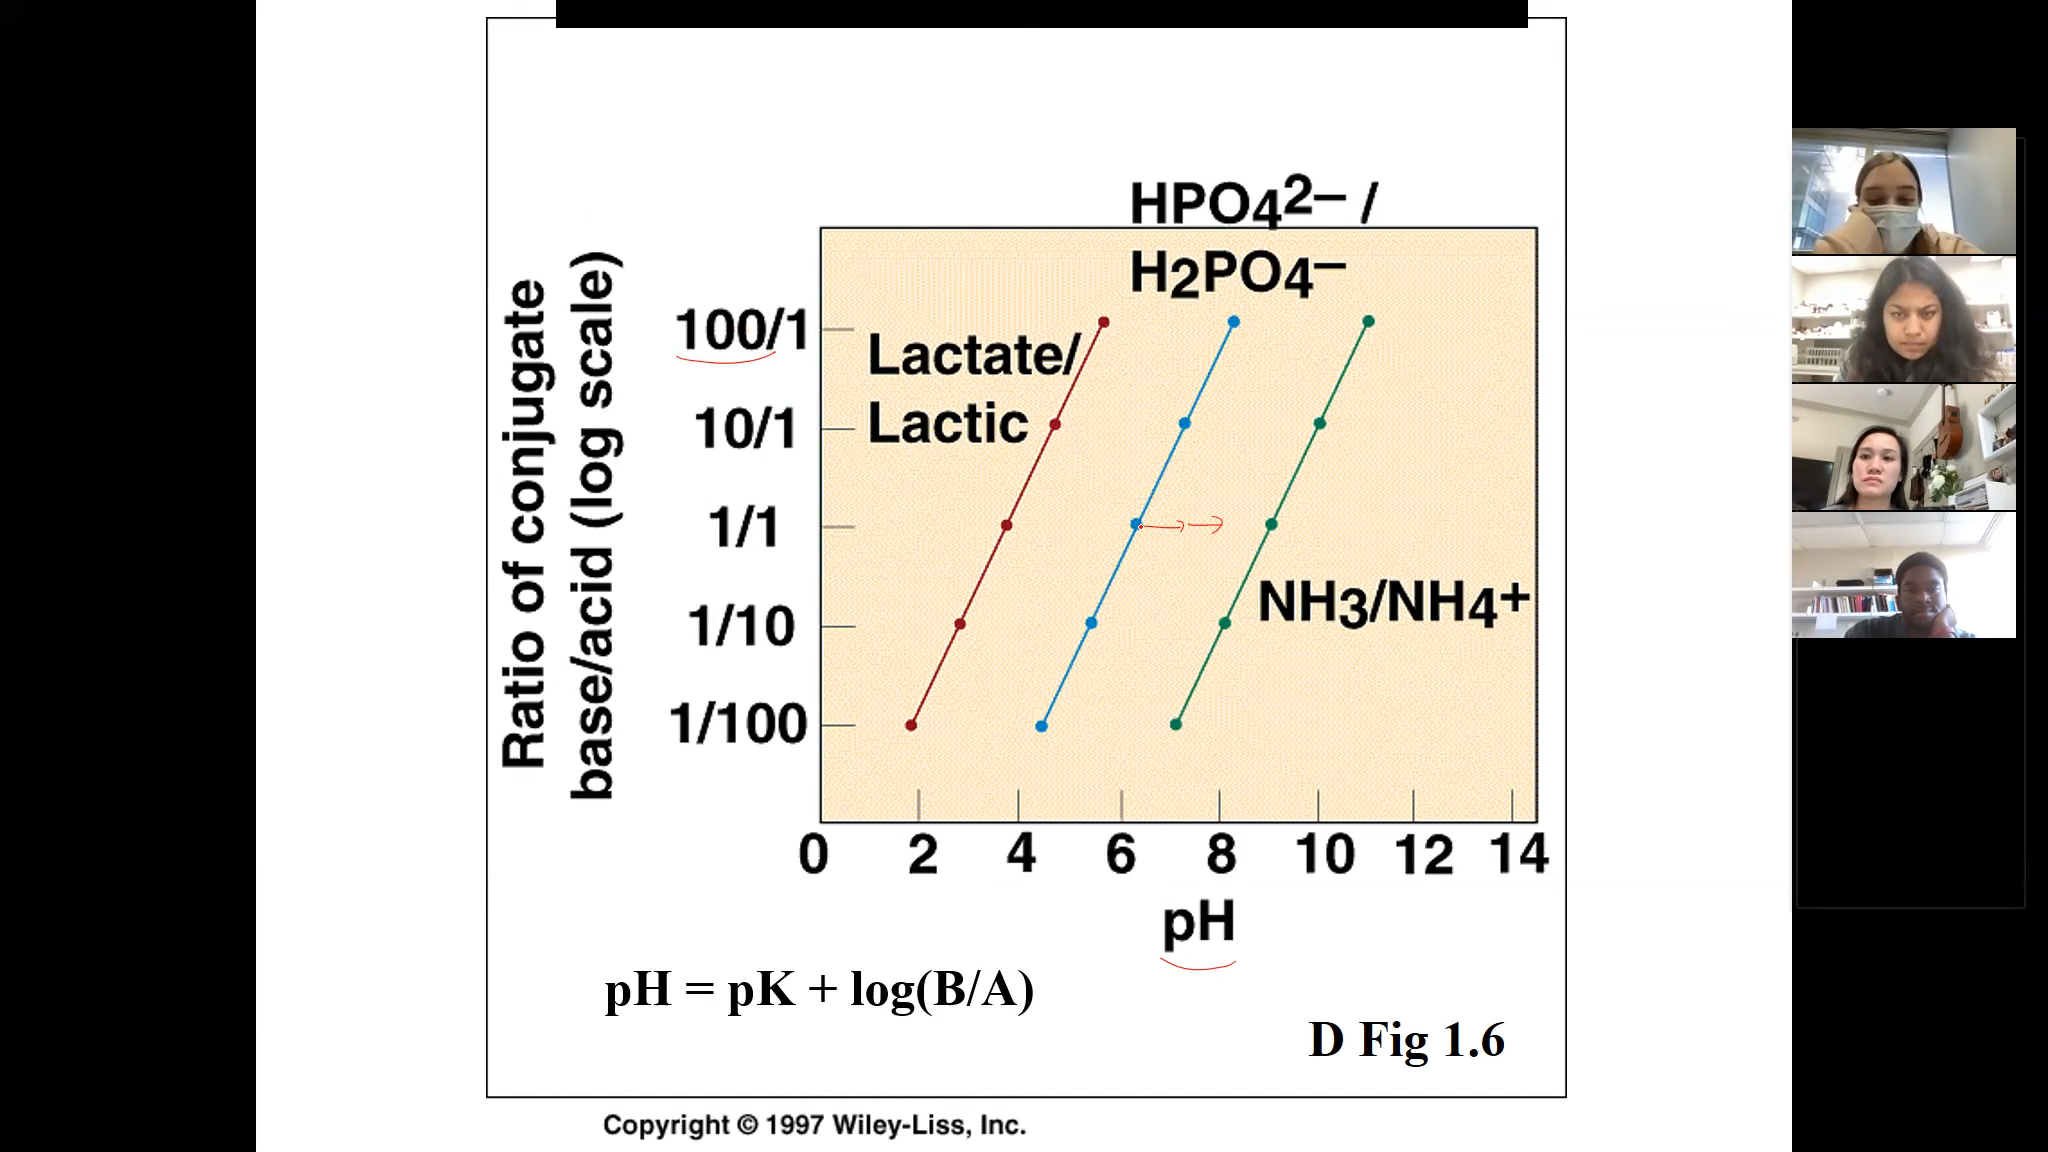 HPO42– /
H2PO4–
Ratio of conjugate
base/acid (log scale)
100/1
10/1
1/1
1/10
1/100
Lactate/
Lactic
NH3/NH4+
0 2 4 6 8 10 12 14
pH
pH = pK + log(B/A)
D Fig 1.6
Copyright © 1997 Wiley-Liss, Inc.